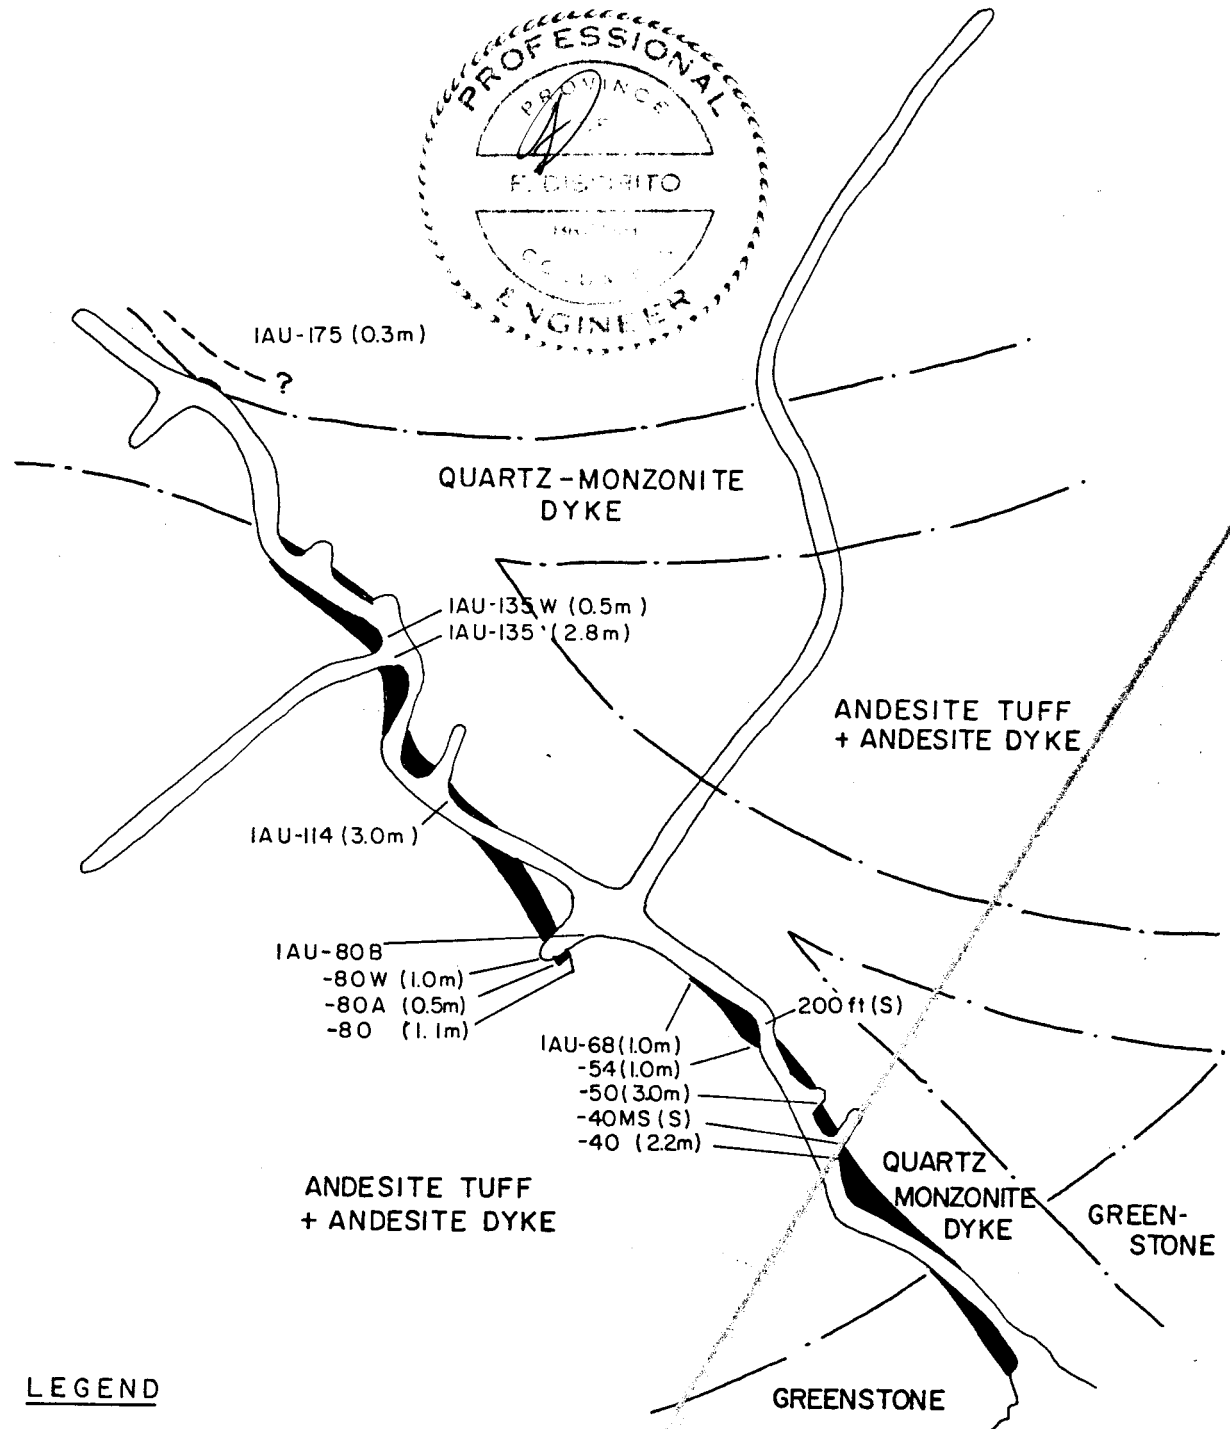 PROFESSIONAL
PROVINCE
OF
ENGINEER
IAU-175 (0.3m)
?
QUARTZ-MONZONITE
DYKE
IAU-135W (0.5m)
IAU-135 (2.8m)
ANDESITE TUFF
+ ANDESITE DYKE
IAU-114 (3.0m)
IAU-80B
-80W (1.0m)
-80A (0.5m)
-80 (1.1m)
200 ft (S)
IAU-68 (1.0m)
-54 (1.0m)
-50 (3.0m)
-40MS (S)
-40 (2.2m)
QUARTZ
MONZONITE
DYKE
GREEN-
STONE
ANDESITE TUFF
+ ANDESITE DYKE
GREENSTONE
LEGEND